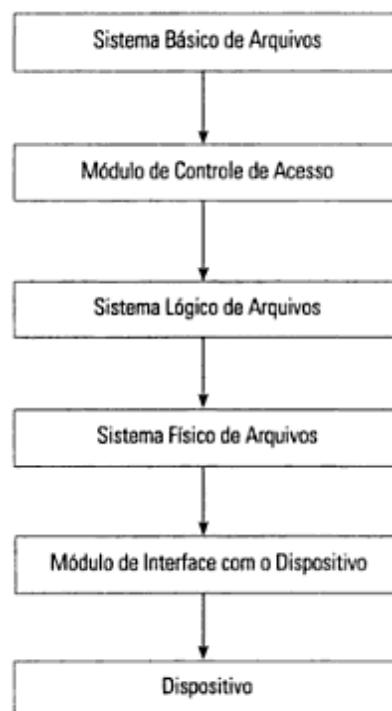 Sistema Básico de Arquivos
Módulo de Controle de Acesso
Sistema Lógico de Arquivos
Sistema Físico de Arquivos
Módulo de Interface com o Dispositivo
Dispositivo